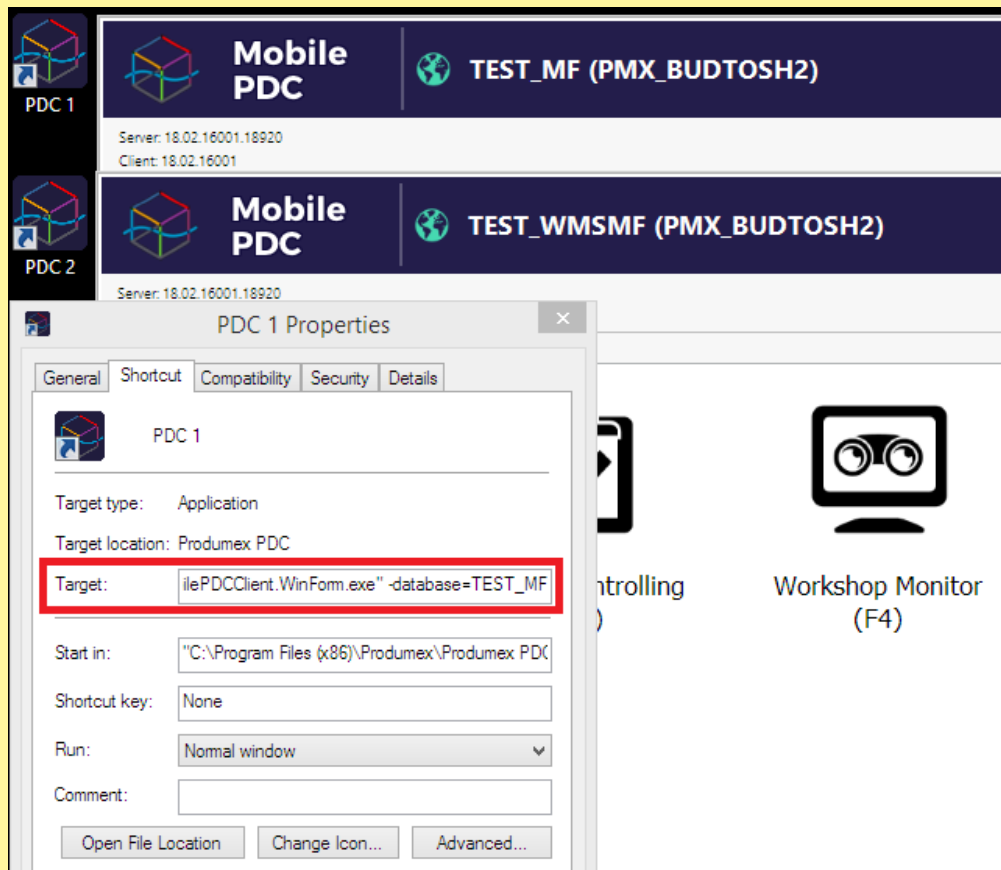 PDC 1
Mobile
PDC
TEST_MF (PMX_BUDTOSH2)
Server: 18.02.16001.18920
Client: 18.02.16001
PDC 2
Mobile
PDC
TEST_WMSMF (PMX_BUDTOSH2)
Server: 18.02.16001.18920
PDC 1 Properties
General Shortcut Compatibility Security Details
PDC 1
Target type: Application
Target location: Produmex PDC
Target: ilePDCClient.WinForm.exe" -database=TEST_MF
Start in: "C:\Program Files (x86)\Produmex\Produmex PD
Shortcut key: None
Run: Normal window
Comment:
Open File Location Change Icon... Advanced...
ntrolling
)
Workshop Monitor
(F4)